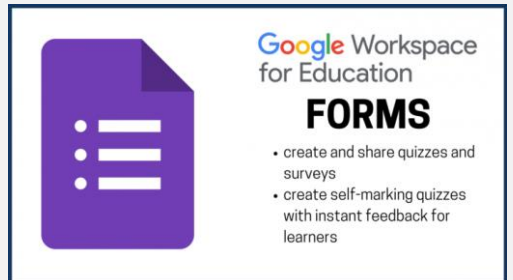 Google Workspace
for Education
FORMS
• create and share quizzes and
surveys
• create self-marking quizzes
with instant feedback for
learners